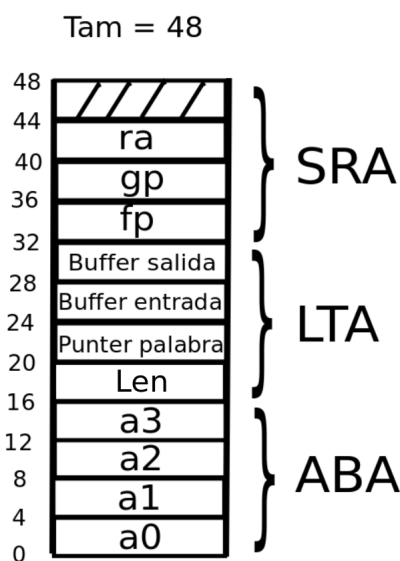 Tam = 48
48
44
ra
40
gp
36
fp
32
SRA
Buffer salida
28
Buffer entrada
24
Punter palabra
20
Len
16
LTA
a3
12
a2
8
a1
4
a0
0
ABA